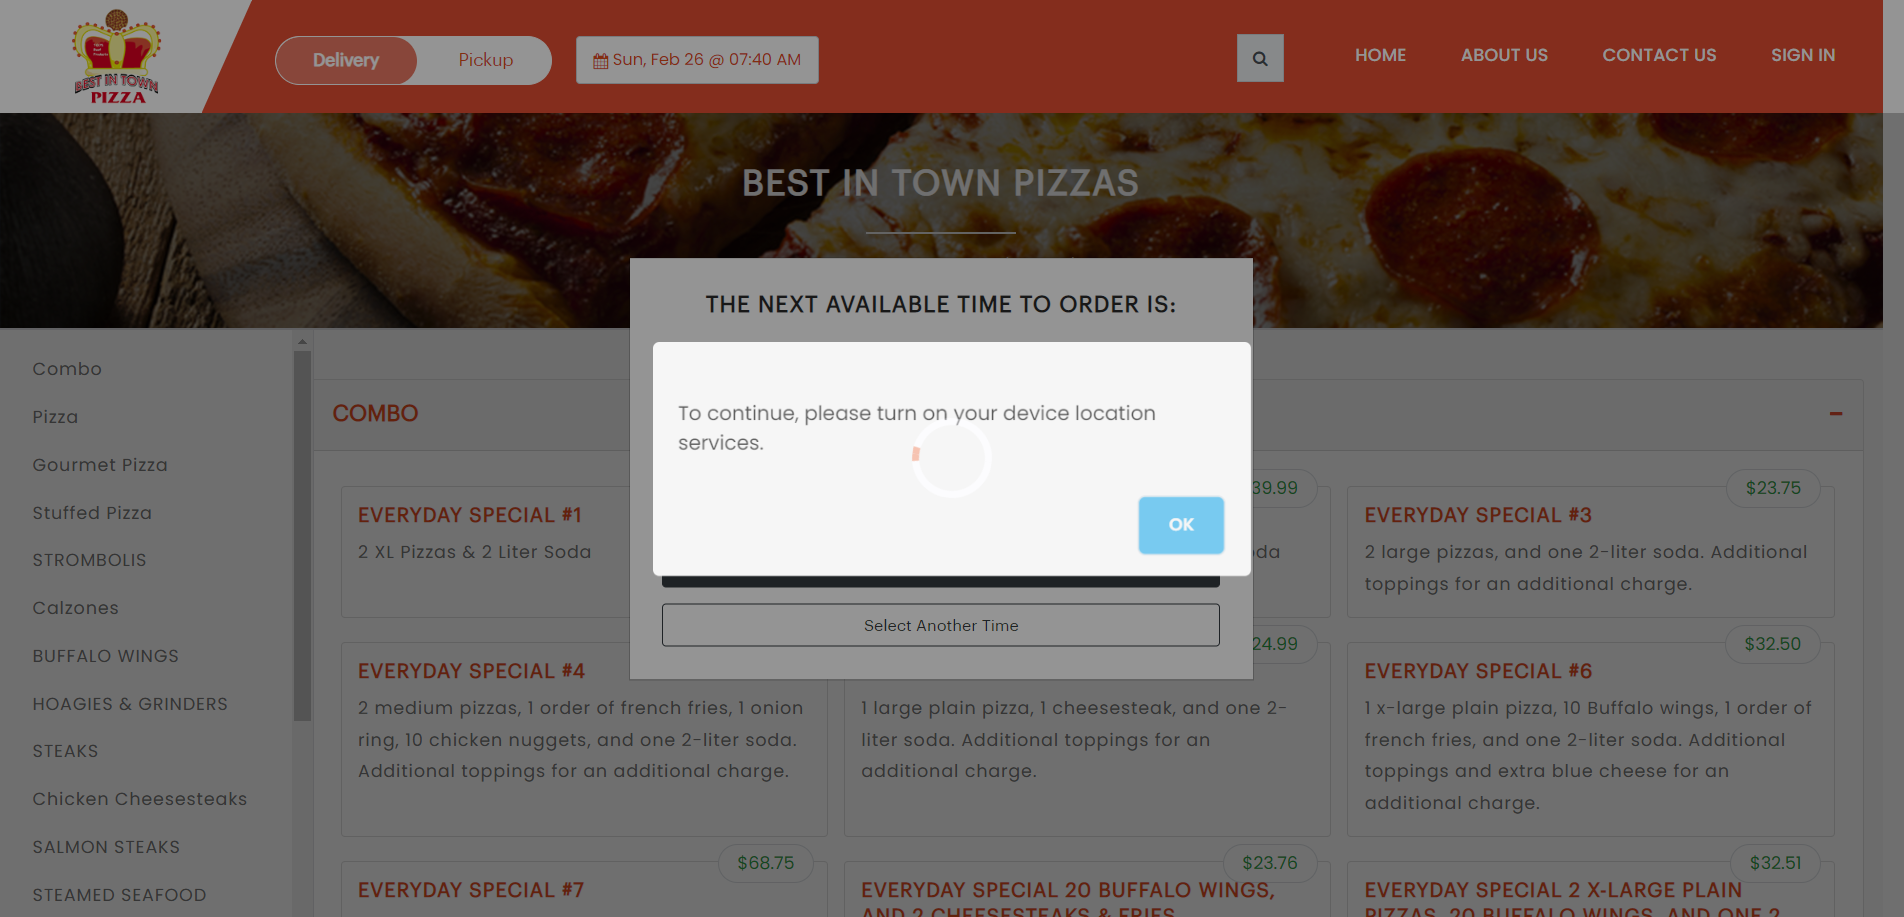 BEST IN TOWN
PIZZA
Delivery
Pickup
Sun, Feb 26 @ 07:40 AM
HOME
ABOUT US
CONTACT US
SIGN IN
BEST IN TOWN PIZZAS
THE NEXT AVAILABLE TIME TO ORDER IS:
To continue, please turn on your device location
services.
OK
Select Another Time
Combo
Pizza
Gourmet Pizza
Stuffed Pizza
STROMBOLIS
Calzones
BUFFALO WINGS
HOAGIES & GRINDERS
STEAKS
Chicken Cheesesteaks
SALMON STEAKS
STEAMED SEAFOOD
COMBO
EVERYDAY SPECIAL #1
2 XL Pizzas & 2 Liter Soda
39.99
$23.75
EVERYDAY SPECIAL #3
2 large pizzas, and one 2-liter soda. Additional
toppings for an additional charge.
EVERYDAY SPECIAL #4
2 medium pizzas, 1 order of french fries, 1 onion
ring, 10 chicken nuggets, and one 2-liter soda.
Additional toppings for an additional charge.
24.99
1 large plain pizza, 1 cheesesteak, and one 2-
liter soda. Additional toppings for an
additional charge.
$32.50
EVERYDAY SPECIAL #6
1 x-large plain pizza, 10 Buffalo wings, 1 order of
french fries, and one 2-liter soda. Additional
toppings and extra blue cheese for an
additional charge.
$68.75
EVERYDAY SPECIAL #7
$23.76
EVERYDAY SPECIAL 20 BUFFALO WINGS,
AND 2 CHEESESTEAKS & FRIES
$32.51
EVERYDAY SPECIAL 2 X-LARGE PLAIN
PIZZAS, 20 BUFFALO WINGS, AND ONE 2